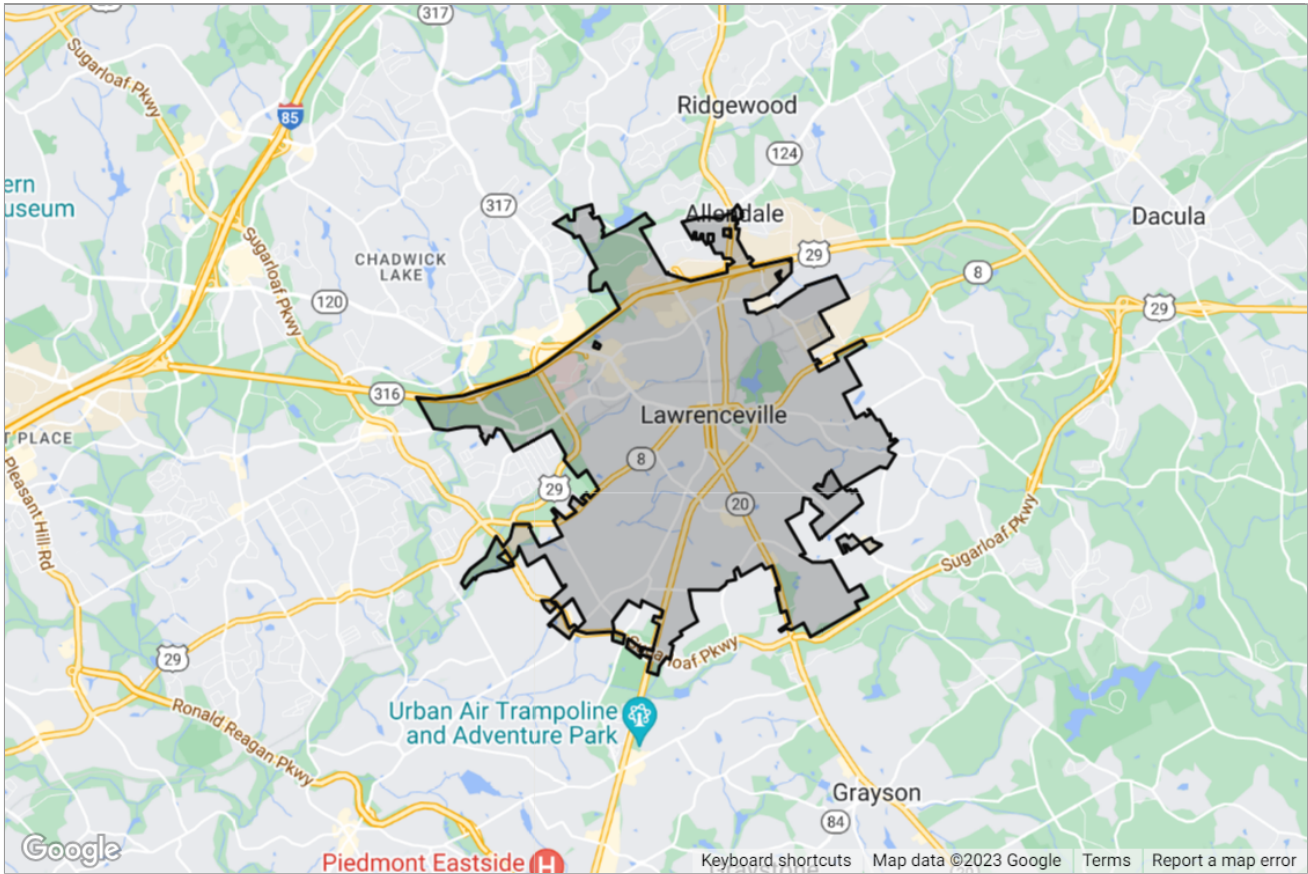 317
Sugarloaf Pkwy
85
Ridgewood
124
ern
useum
317
Allendale
Dacula
Sugarloaf Pkwy
CHADWICK
LAKE
29
8
120
29
316
Lawrenceville
T PLACE
8
29
20
Pleasant Hill Rd
Sugarloaf Pkwy
29
loaf Pkwy
Ronald Reagan Pkwy
Urban Air Trampoline
and Adventure Park
Grayson
84
Google
Piedmont Eastside H
Keyboard shortcuts Map data ©2023 Google Terms Report a map error